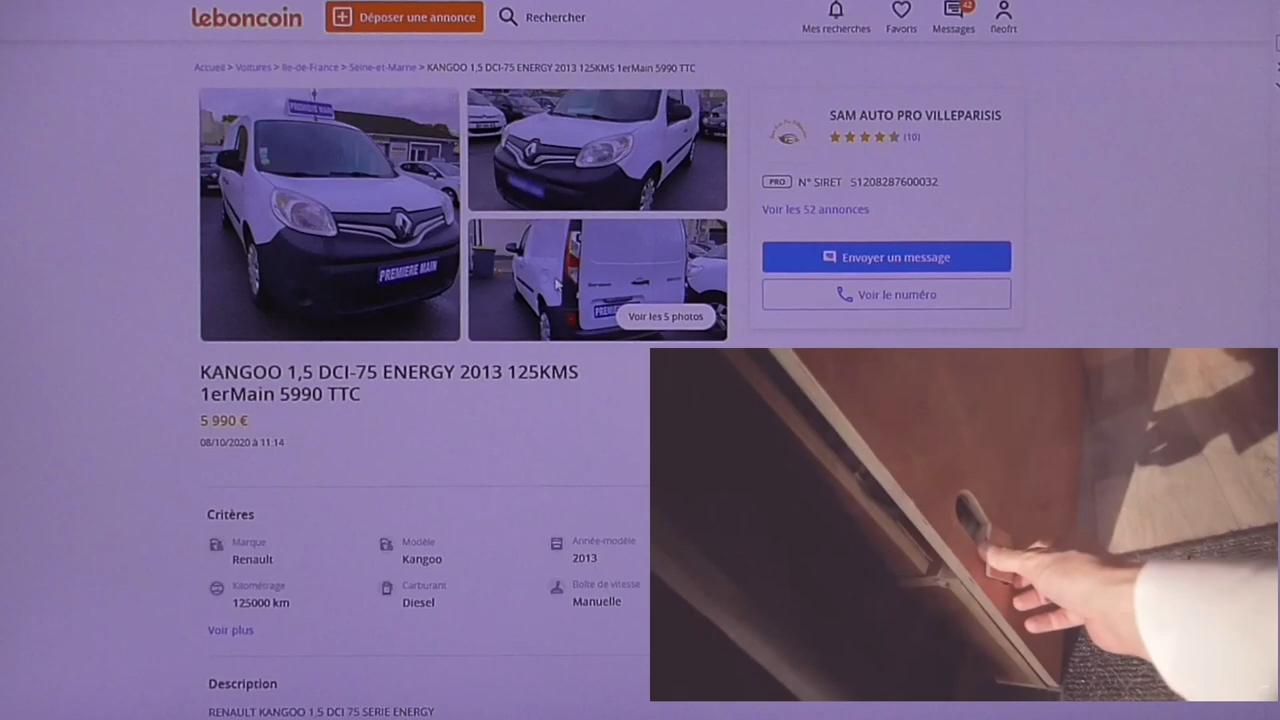 leboncoin
Déposer une annonce
Rechercher
Mes recherches
Favoris
42
Messages
fleofrt
Accueil > Voitures > Ile-de-France > Seine-et-Marne > KANGOO 1,5 DCI-75 ENERGY 2013 125KMS 1erMain 5990 TTC
PREMIERE MAIN
PREMIERE MAIN
Voir les 5 photos
SAM AUTO PRO VILLEPARISIS
(10)
PRO N° SIRET 51208287600032
Voir les 52 annonces
Envoyer un message
Voir le numéro
KANGOO 1,5 DCI-75 ENERGY 2013 125KMS
1erMain 5990 TTC
5 990 €
08/10/2020 à 11:14
Critères
Marque
Renault
Modèle
Kangoo
Année-modèle
2013
Kilométrage
125000 km
Carburant
Diesel
Boîte de vitesse
Manuelle
Voir plus
Description
RENAULT KANGOO 1.5 DCI 75 SERIE ENERGY